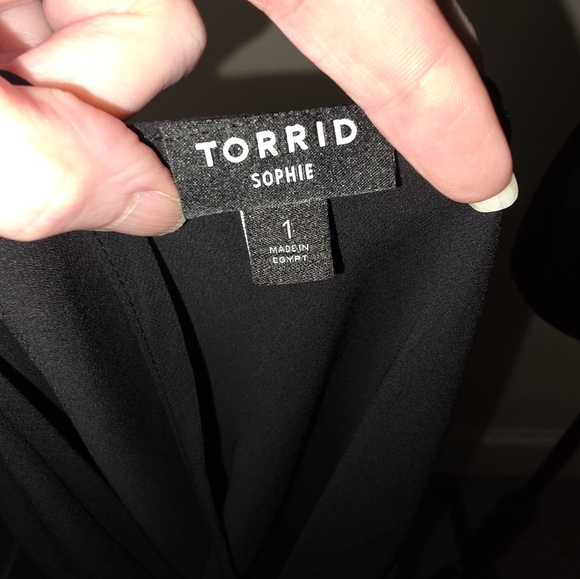 TORRID
SOPHIE
1
MADE IN
EGYPT